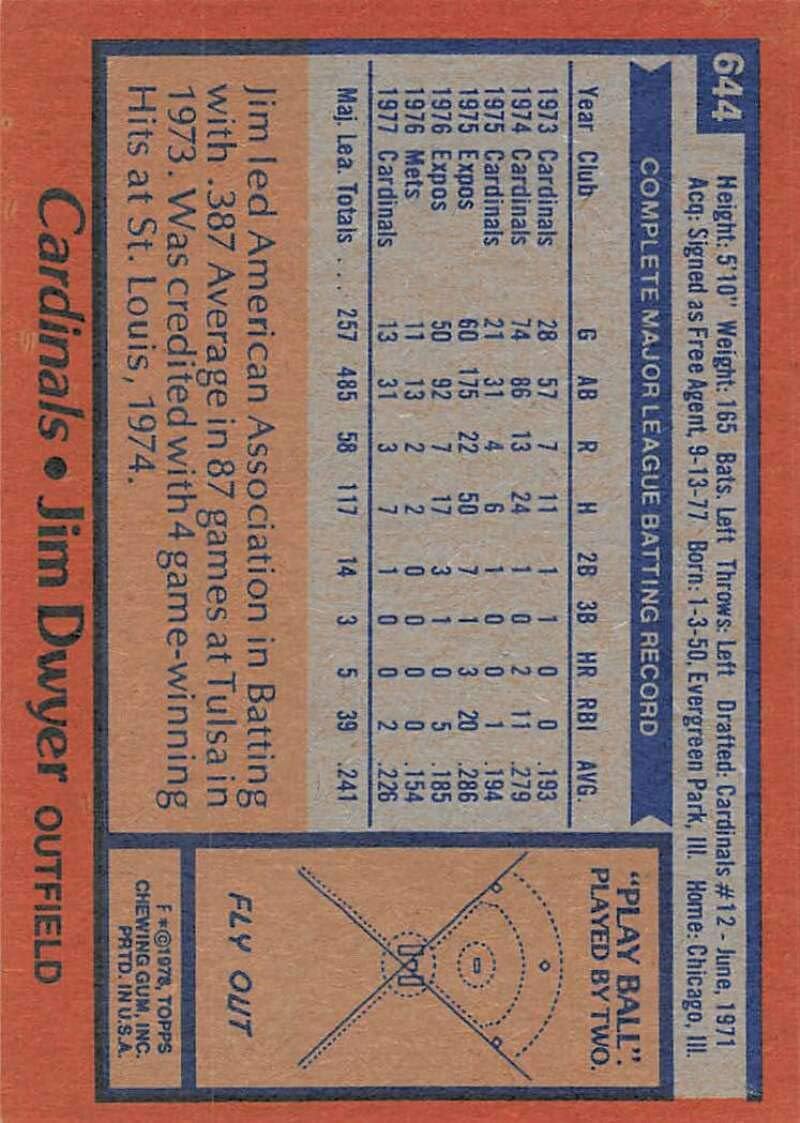 644
Height: 5'10" Weight: 165 Bats. Left Throws: Left Drafted: Cardinals #12 - June, 1971
Acq: Signed as Free Agent, 9-13-77 Born: 1-3-50, Evergreen Park, Ill. Home: Chicago, Ill.
COMPLETE MAJOR LEAGUE BATTING RECORD
Year Club G AB R H 2B 3B HR RBI AVG.
1973 Cardinals 28 57 7 11 1 1 0 0 .193
1974 Cardinals 74 86 13 24 1 0 2 11 .279
1975 Cardinals 21 31 4 6 1 0 0 1 .194
1975 Expos 60 175 22 50 7 1 3 20 .286
1976 Expos 50 92 7 17 3 1 0 5 .185
1976 Mets 11 13 2 2 0 0 0 0 .154
1977 Cardinals 13 31 3 7 1 0 0 2 .226
Maj. Lea. Totals .... 257 485 58 117 14 3 5 39 .241
Jim led American Association in Batting
with .387 Average in 87 games at Tulsa in
1973. Was credited with 4 game-winning
Hits at St. Louis, 1974.
"PLAY BALL":
PLAYED BY TWO.
FLY OUT
F*©1978, TOPPS
CHEWING GUM, INC.
PRTD. IN U.S.A.
Cardinals • Jim Dwyer OUTFIELD